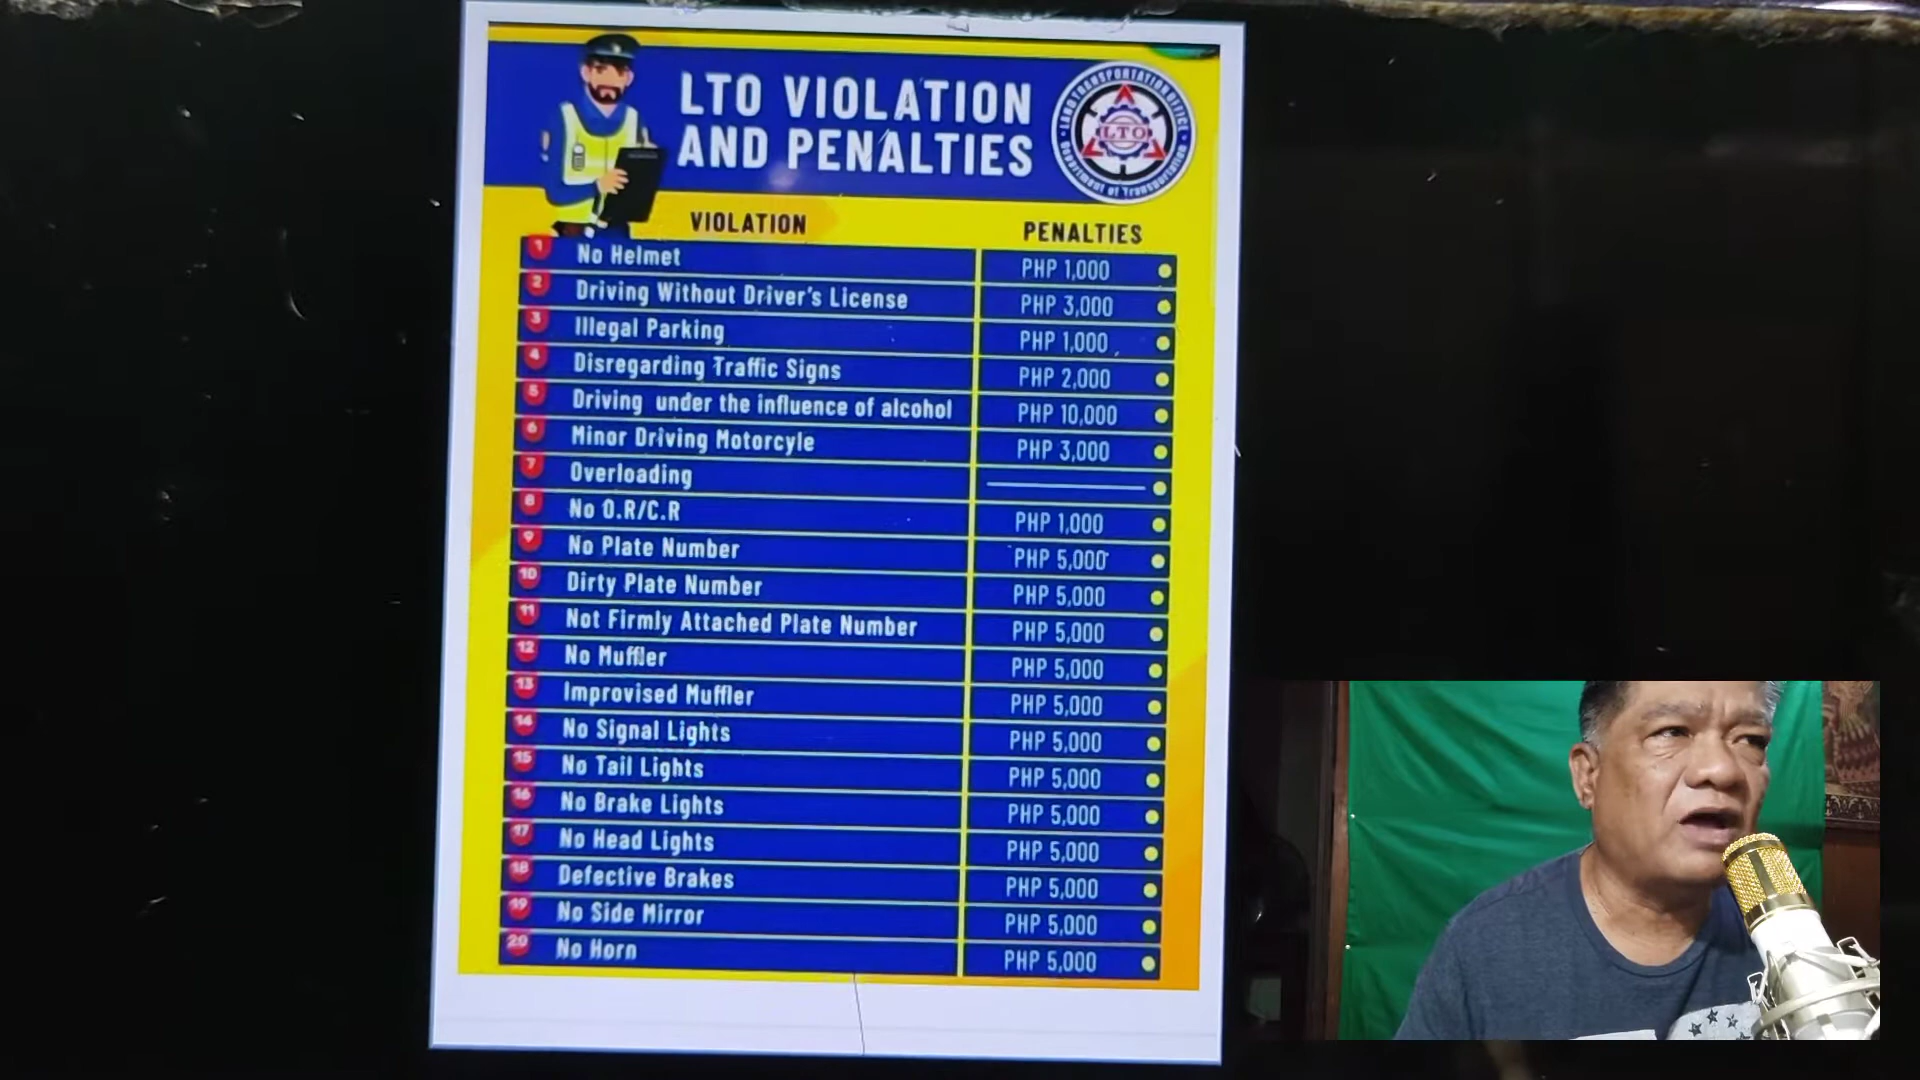 LTO VIOLATION
AND PENALTIES
LAND TRANSPORTATION OFFICE
LTO
Department of Transportation
VIOLATION PENALTIES
1 No Helmet PHP 1,000
2 Driving Without Driver's License PHP 3,000
3 Illegal Parking PHP 1,000
4 Disregarding Traffic Signs PHP 2,000
5 Driving under the influence of alcohol PHP 10,000
6 Minor Driving Motorcyle PHP 3,000
7 Overloading
8 No O.R/C.R PHP 1,000
9 No Plate Number PHP 5,000
10 Dirty Plate Number PHP 5,000
11 Not Firmly Attached Plate Number PHP 5,000
12 No Muffler PHP 5,000
13 Improvised Muffler PHP 5,000
14 No Signal Lights PHP 5,000
15 No Tail Lights PHP 5,000
16 No Brake Lights PHP 5,000
17 No Head Lights PHP 5,000
18 Defective Brakes PHP 5,000
19 No Side Mirror PHP 5,000
20 No Horn PHP 5,000